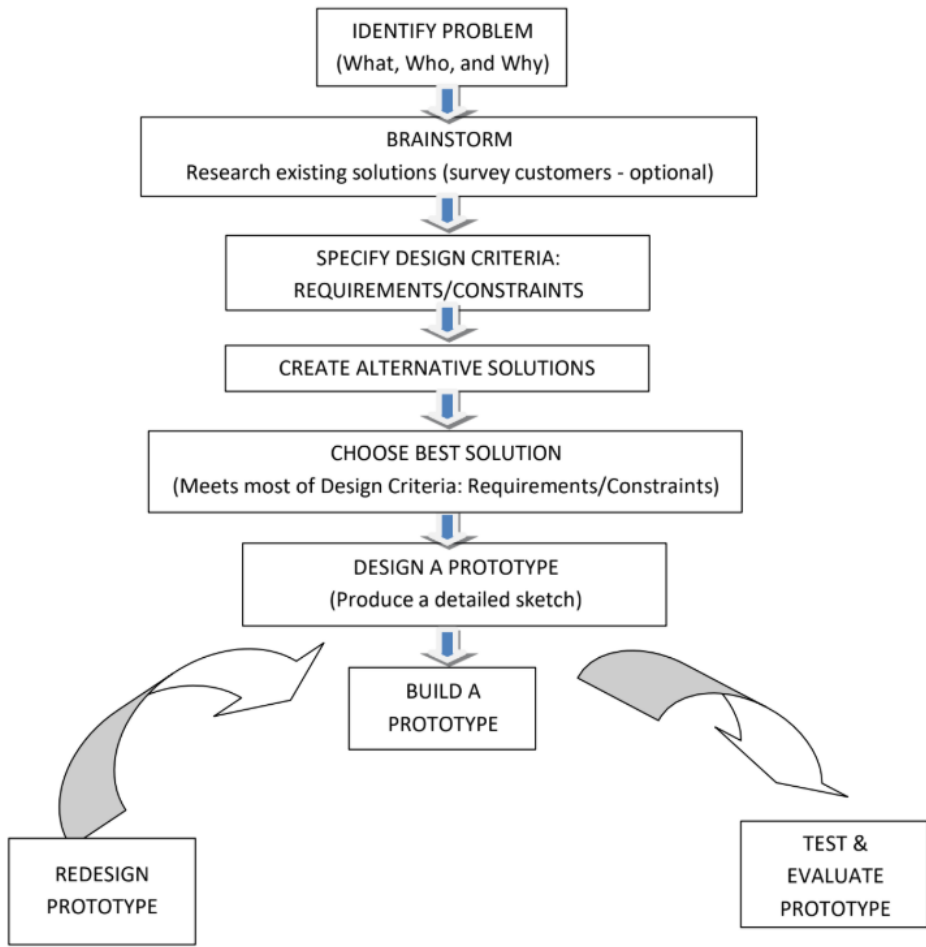 IDENTIFY PROBLEM
(What, Who, and Why)
BRAINSTORM
Research existing solutions (survey customers - optional)
SPECIFY DESIGN CRITERIA:
REQUIREMENTS/CONSTRAINTS
CREATE ALTERNATIVE SOLUTIONS
CHOOSE BEST SOLUTION
(Meets most of Design Criteria: Requirements/Constraints)
DESIGN A PROTOTYPE
(Produce a detailed sketch)
BUILD A
PROTOTYPE
REDESIGN
PROTOTYPE
TEST &
EVALUATE
PROTOTYPE